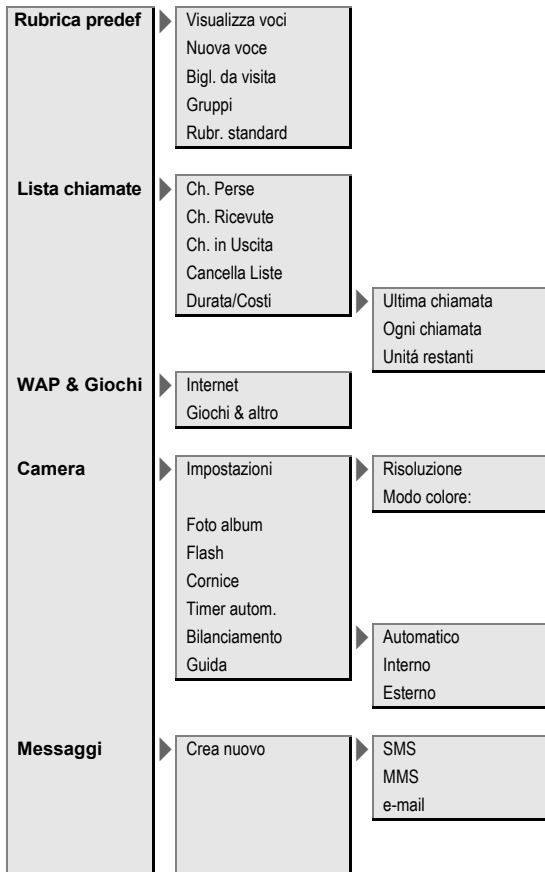 Rubrica predef
Visualizza voci
Nuova voce
Bigl. da visita
Gruppi
Rubr. standard
Lista chiamate
Ch. Perse
Ch. Ricevute
Ch. in Uscita
Cancella Liste
Durata/Costi
Ultima chiamata
Ogni chiamata
Unitá restanti
WAP & Giochi
Internet
Giochi & altro
Camera
Impostazioni
Risoluzione
Modo colore:
Foto album
Flash
Cornice
Timer autom.
Bilanciamento
Automatico
Interno
Esterno
Guida
Messaggi
Crea nuovo
SMS
MMS
e-mail